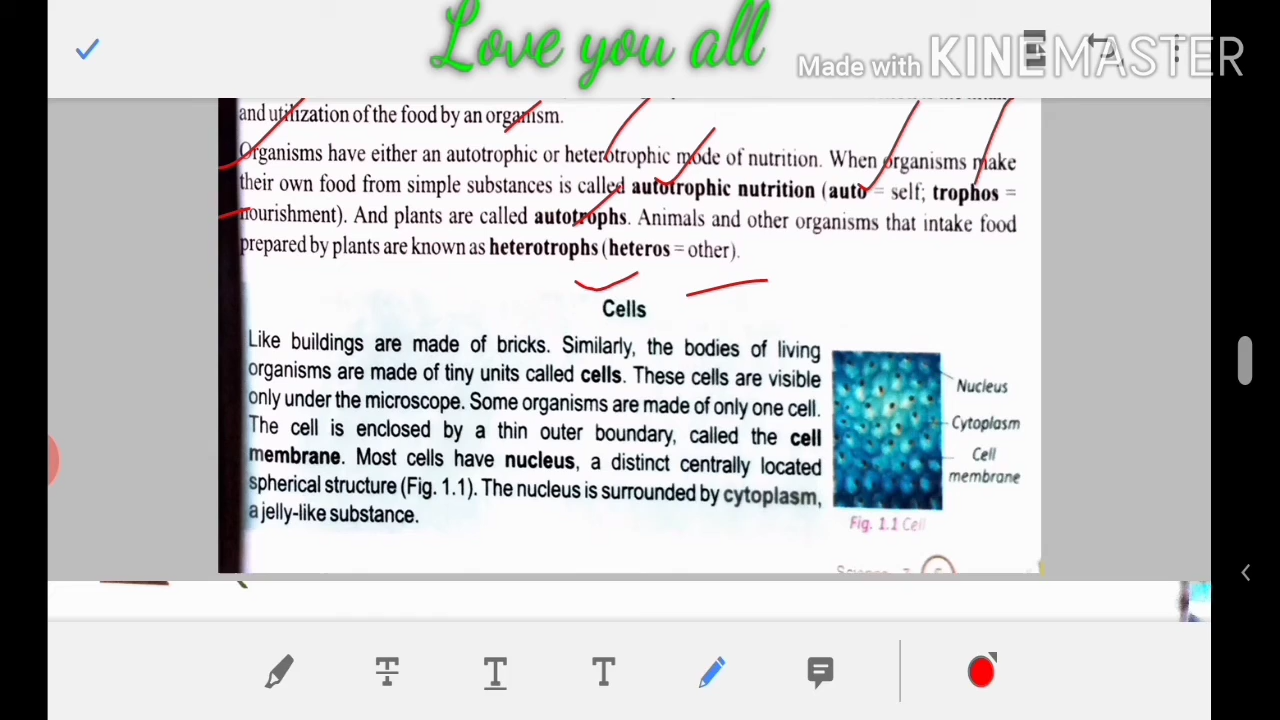 Love you all
Made with KINEMASTER
and utilization of the food by an organism.
Organisms have either an autotrophic or heterotrophic mode of nutrition. When organisms make
their own food from simple substances is called autotrophic nutrition (auto = self; trophos =
nourishment). And plants are called autotrophs. Animals and other organisms that intake food
prepared by plants are known as heterotrophs (heteros = other).
Cells
Like buildings are made of bricks. Similarly, the bodies of living
organisms are made of tiny units called cells. These cells are visible
only under the microscope. Some organisms are made of only one cell.
The cell is enclosed by a thin outer boundary, called the cell
membrane. Most cells have nucleus, a distinct centrally located
spherical structure (Fig. 1.1). The nucleus is surrounded by cytoplasm,
a jelly-like substance.
Nucleus
Cytoplasm
Cell
membrane
Fig. 1.1 Cell